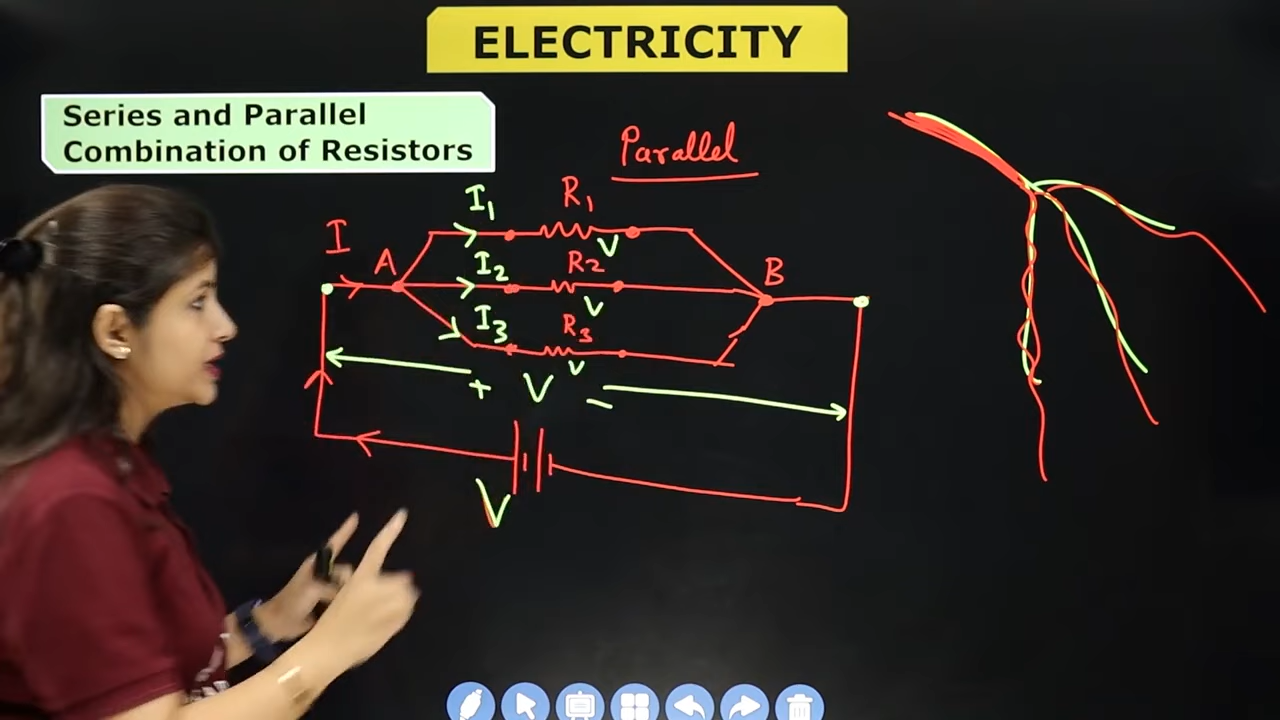 ELECTRICITY
Series and Parallel
Combination of Resistors
Parallel
I1 R1
I A V
I2 R2 B
V
I3 R3
V
+ V -
V